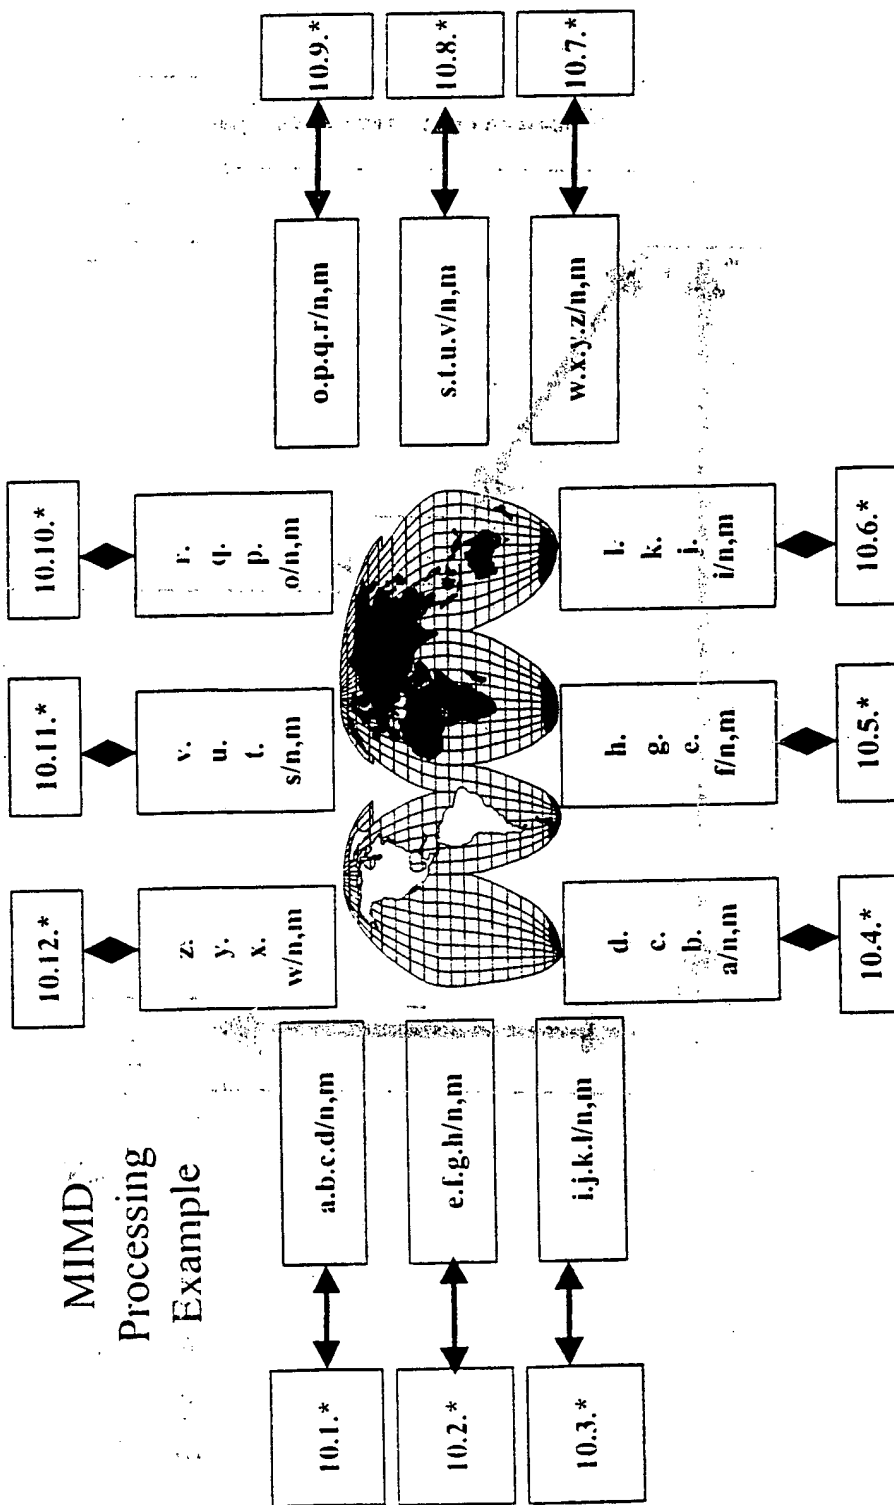 MIMD
Processing
Example
10.12.*
10.11.*
10.10.*
z.
y.
x.
w/n,m
v.
u.
t.
s/n,m
r.
q.
p.
o/n,m
10.1.*
a.b.c.d/n,m
o.p.q.r/n,m
10.9.*
10.2.*
e.f.g.h/n,m
s.t.u.v/n,m
10.8.*
10.3.*
i.j.k.l/n,m
w.x.y.z/n,m
10.7.*
d.
c.
b.
a/n,m
h.
g.
e.
f/n,m
l.
k.
j.
i/n,m
10.4.*
10.5.*
10.6.*